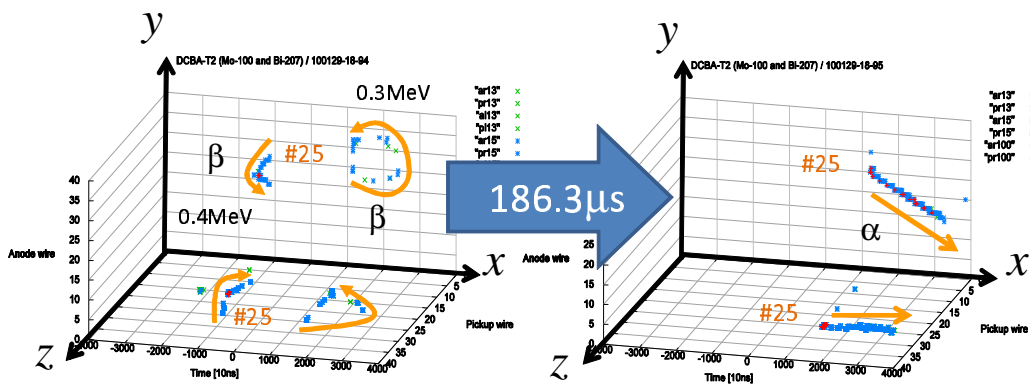 y
DCBA-T2 (Mo-100 and Bi-207) / 100129-18-94
0.3MeV
"ar13"
"pr13"
"al13"
"pl13"
"ar15"
"pr15"
β
#25
β
0.4MeV
40
35
30
25
20
15
10
5
0
Anode wire
#25
x
5
10
15
20
25
30
35
40
Pickup wire
z
-3000
-2000
-1000
0
1000
2000
3000
4000
Time [10ns]
186.3μs
y
DCBA-T2 (Mo-100 and Bi-207) / 100129-18-95
"ar13"
"pr13"
"ar15"
"pr15"
"ar100"
"pr100"
#25
α
25
20
15
10
5
0
Anode wire
#25
x
5
10
15
20
25
30
35
40
Pickup wire
z
-3000
-2000
-1000
0
1000
2000
3000
4000
Time [10ns]